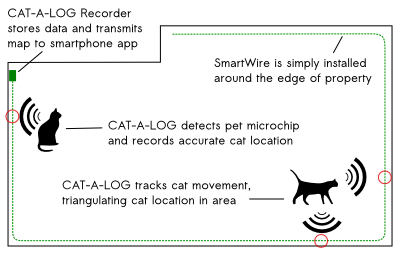 CAT-A-LOG Recorder
stores data and transmits
map to smartphone app
SmartWire is simply installed
around the edge of property
CAT-A-LOG detects pet microchip
and records accurate cat location
CAT-A-LOG tracks cat movement,
triangulating cat location in area